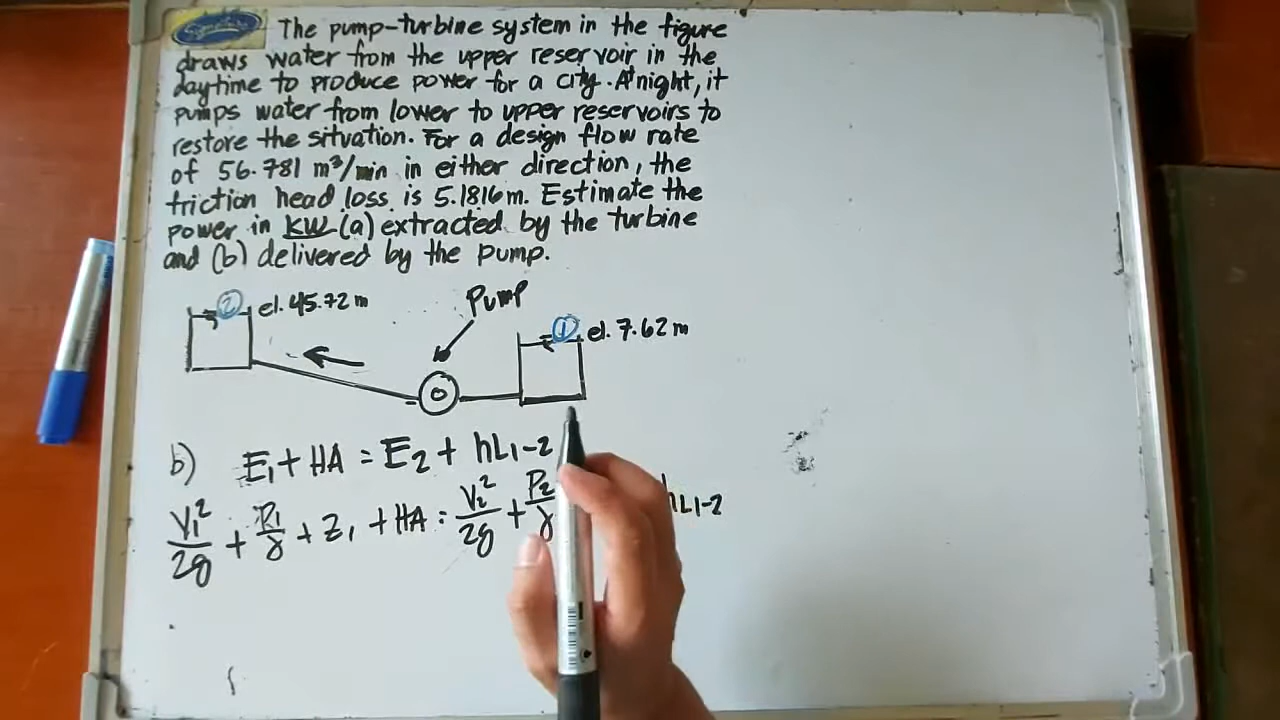 The pump-turbine system in the figure
draws water from the upper reservoir in the
daytime to produce power for a city. At night, it
pumps water from lower to upper reservoirs to
restore the situation. For a design flow rate
of 56.781 m³/min in either direction, the
friction head loss is 5.1816m. Estimate the
power in kW (a) extracted by the turbine
and (b) delivered by the pump.
② el. 45.72 m
Pump
① el. 7.62 m
b) E₁ + HA = E₂ + hL₁₋₂
V₁²/2g + P₁/γ + Z₁ + HA = V₂²/2g + P₂/γ hL₁₋₂